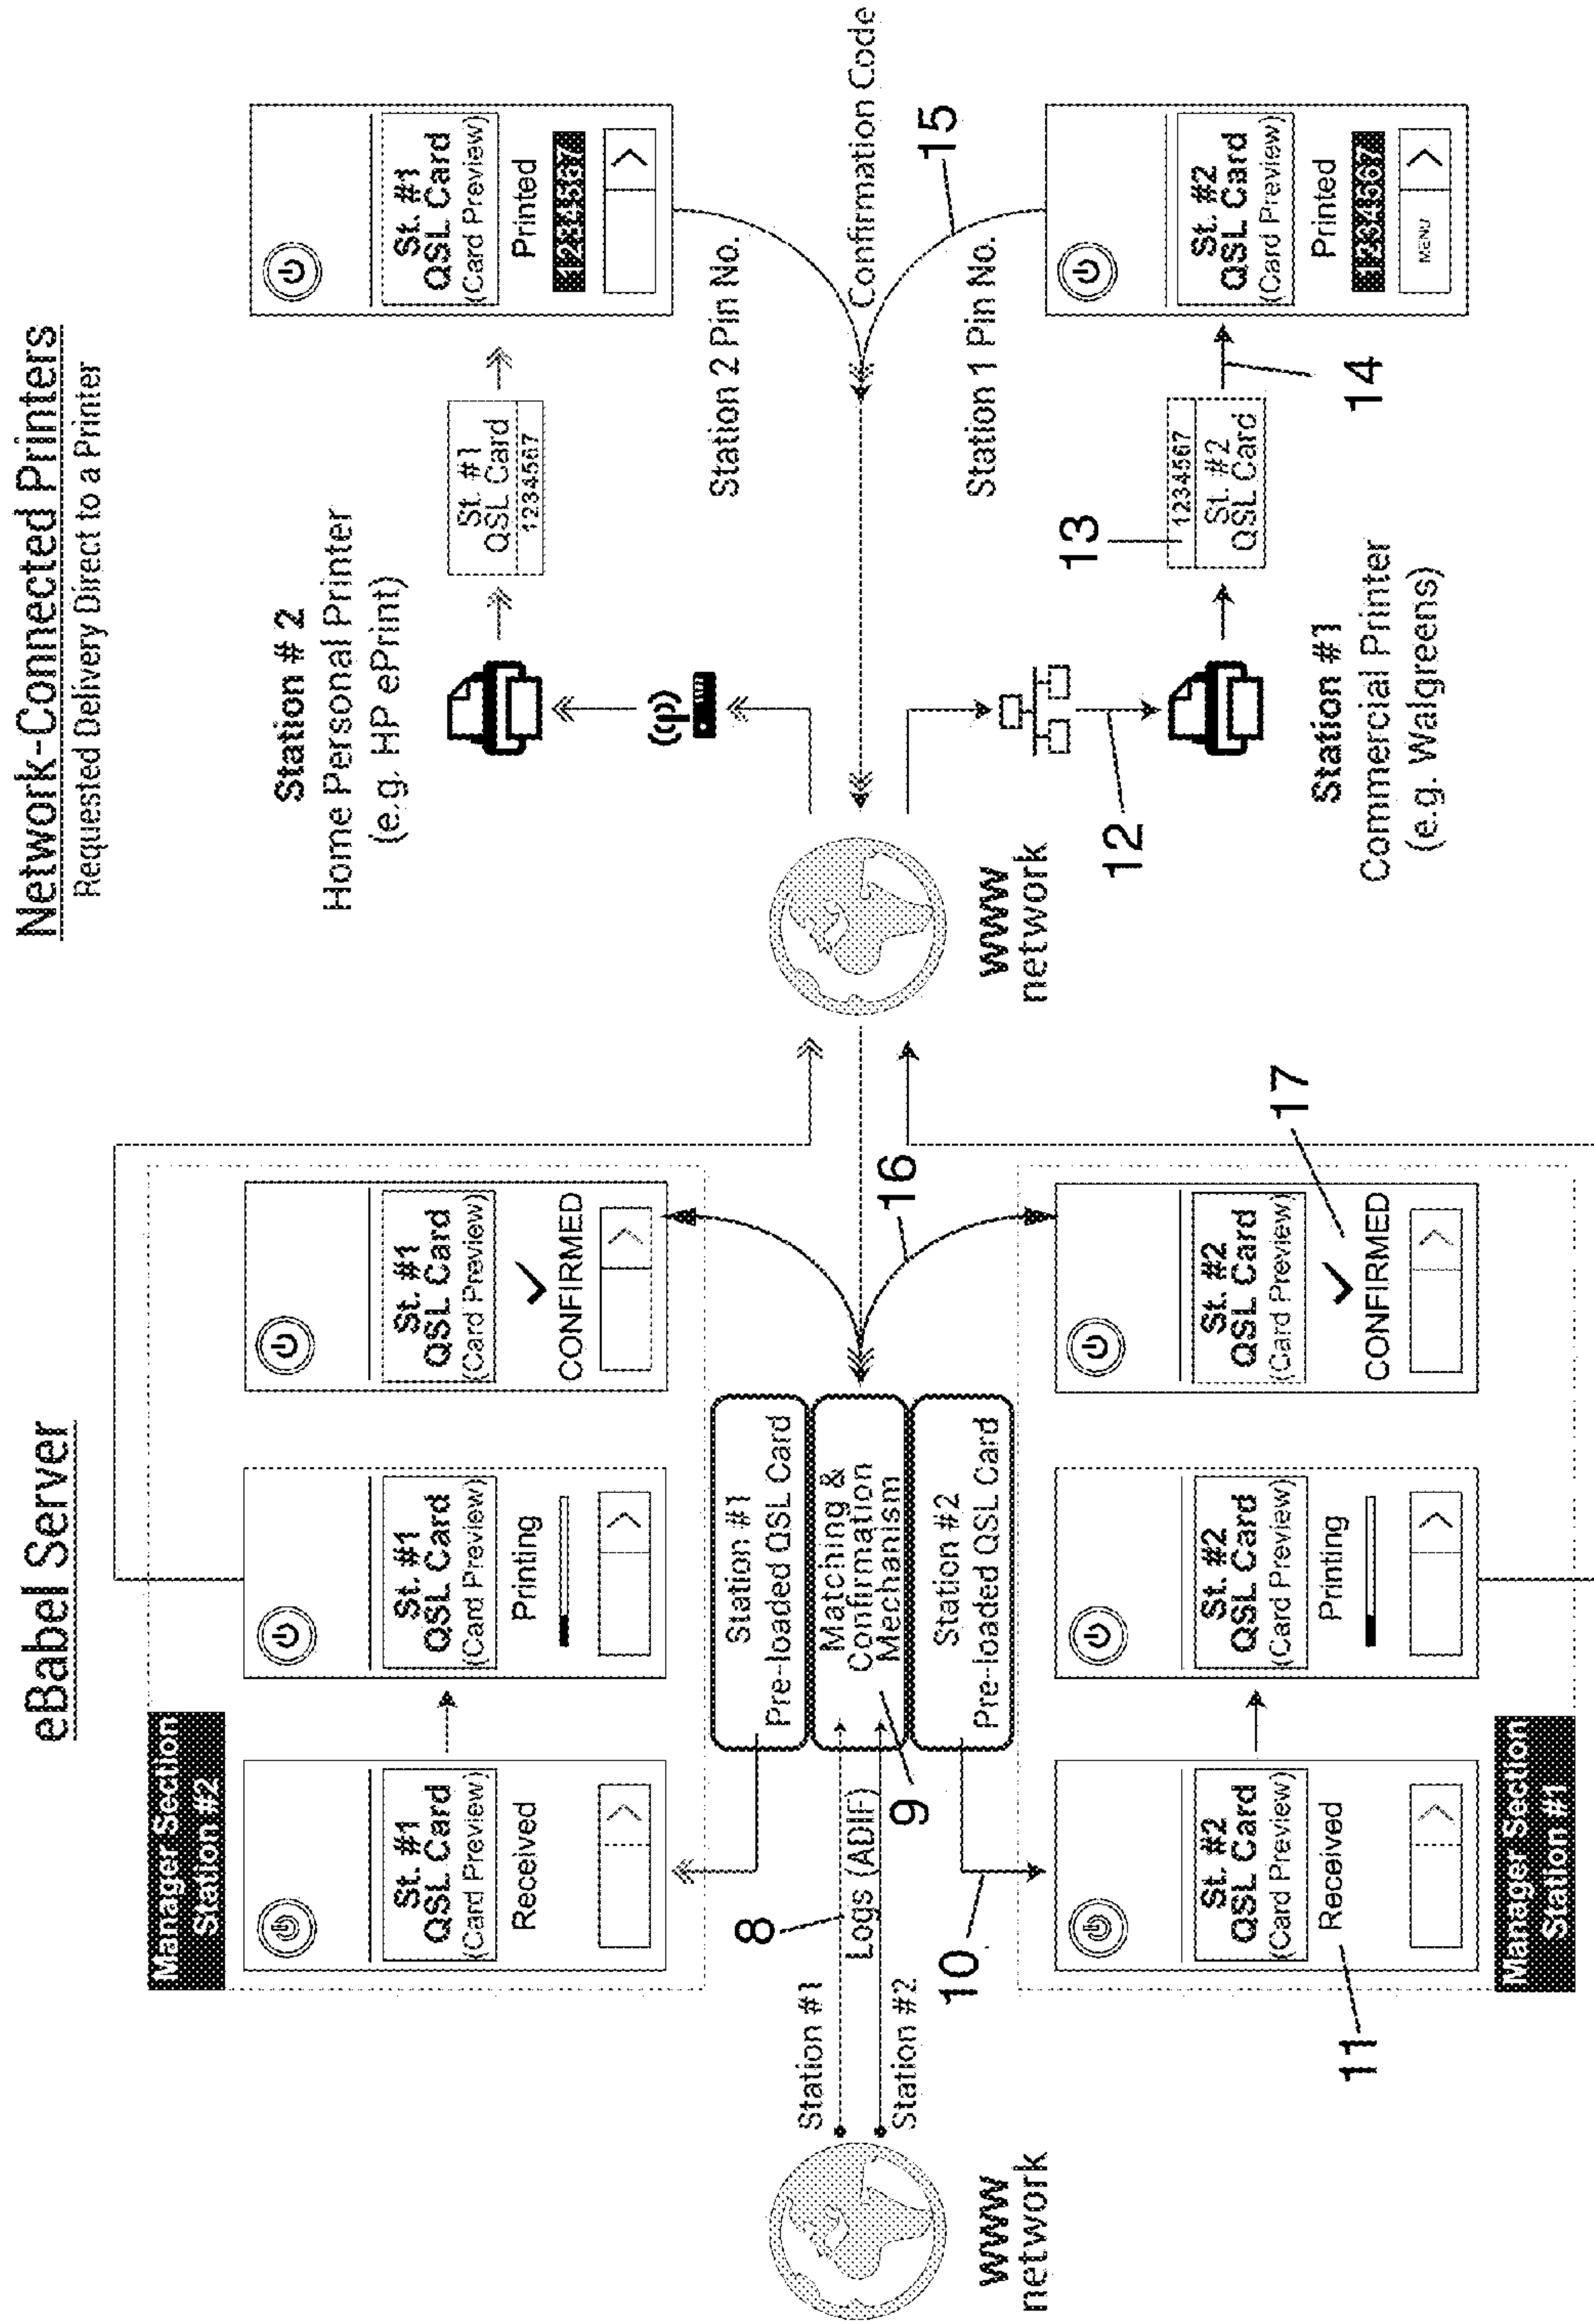 eBabel Server
Network-Connected Printers
Requested Delivery Direct to a Printer
Manager Section
Station #2
St. #1
QSL Card
(Card Preview)
Received
St. #1
QSL Card
(Card Preview)
Printing
St. #1
QSL Card
(Card Preview)
CONFIRMED
Station # 2
Home Personal Printer
(e.g. HP ePrint)
St. #1
QSL Card
1234567
St. #1
QSL Card
(Card Preview)
Printed
1234567
Station #1
Pre-loaded QSL Card
Matching &
Confirmation
Mechanism
Station #2
Pre-loaded QSL Card
Station #1
8
Logs (ADIF)
Station #2
9
10
www
network
16
www
network
Station 2 Pin No.
Confirmation Code
Station 1 Pin No.
15
St. #2
QSL Card
(Card Preview)
Received
11
St. #2
QSL Card
(Card Preview)
Printing
St. #2
QSL Card
(Card Preview)
CONFIRMED
17
Manager Section
Station #1
12
13
1234567
St. #2
QSL Card
14
Station #1
Commercial Printer
(e.g. Walgreens)
St. #2
QSL Card
(Card Preview)
Printed
1234567
MENU